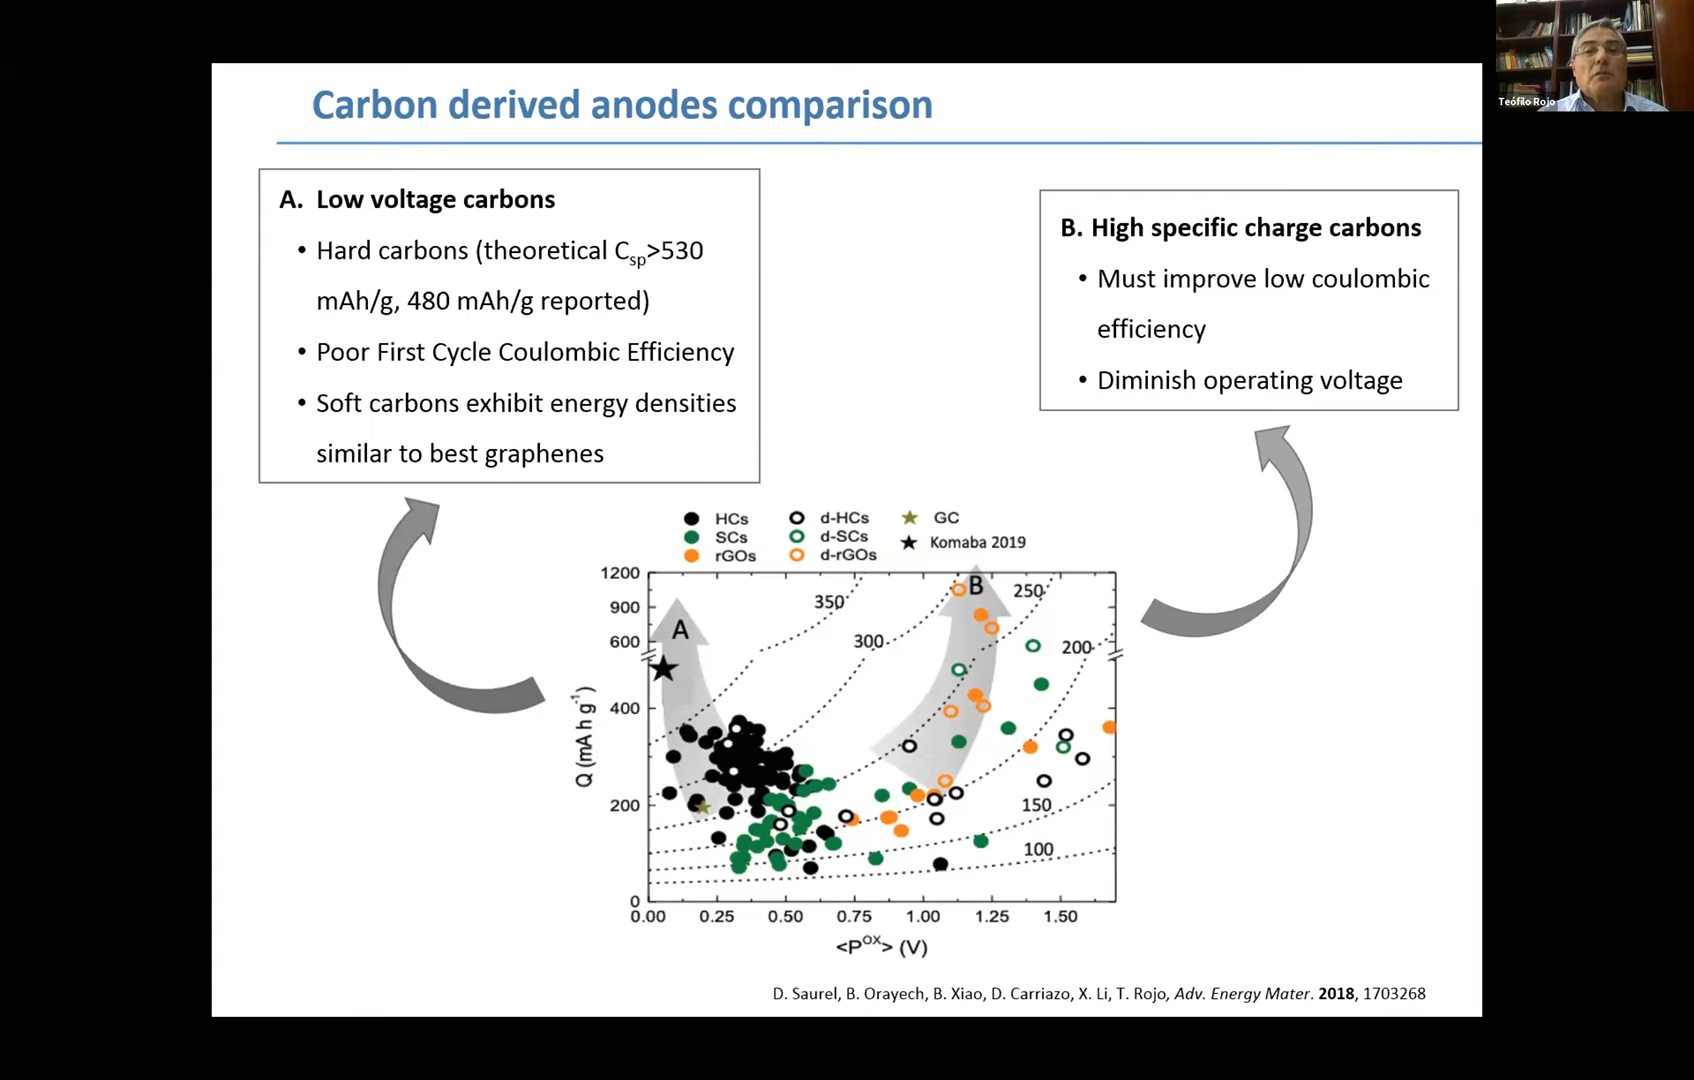 Carbon derived anodes comparison
Teófilo Rojo
A. Low voltage carbons
• Hard carbons (theoretical Csp>530
mAh/g, 480 mAh/g reported)
• Poor First Cycle Coulombic Efficiency
• Soft carbons exhibit energy densities
similar to best graphenes
B. High specific charge carbons
• Must improve low coulombic
efficiency
• Diminish operating voltage
HCs d-HCs GC
SCs d-SCs Komaba 2019
rGOs d-rGOs
1200
900
600
400
200
0
Q (mA h g-1)
A
B
350
300
250
200
150
100
0.00 0.25 0.50 0.75 1.00 1.25 1.50
<POX> (V)
D. Saurel, B. Orayech, B. Xiao, D. Carriazo, X. Li, T. Rojo, Adv. Energy Mater. 2018, 1703268